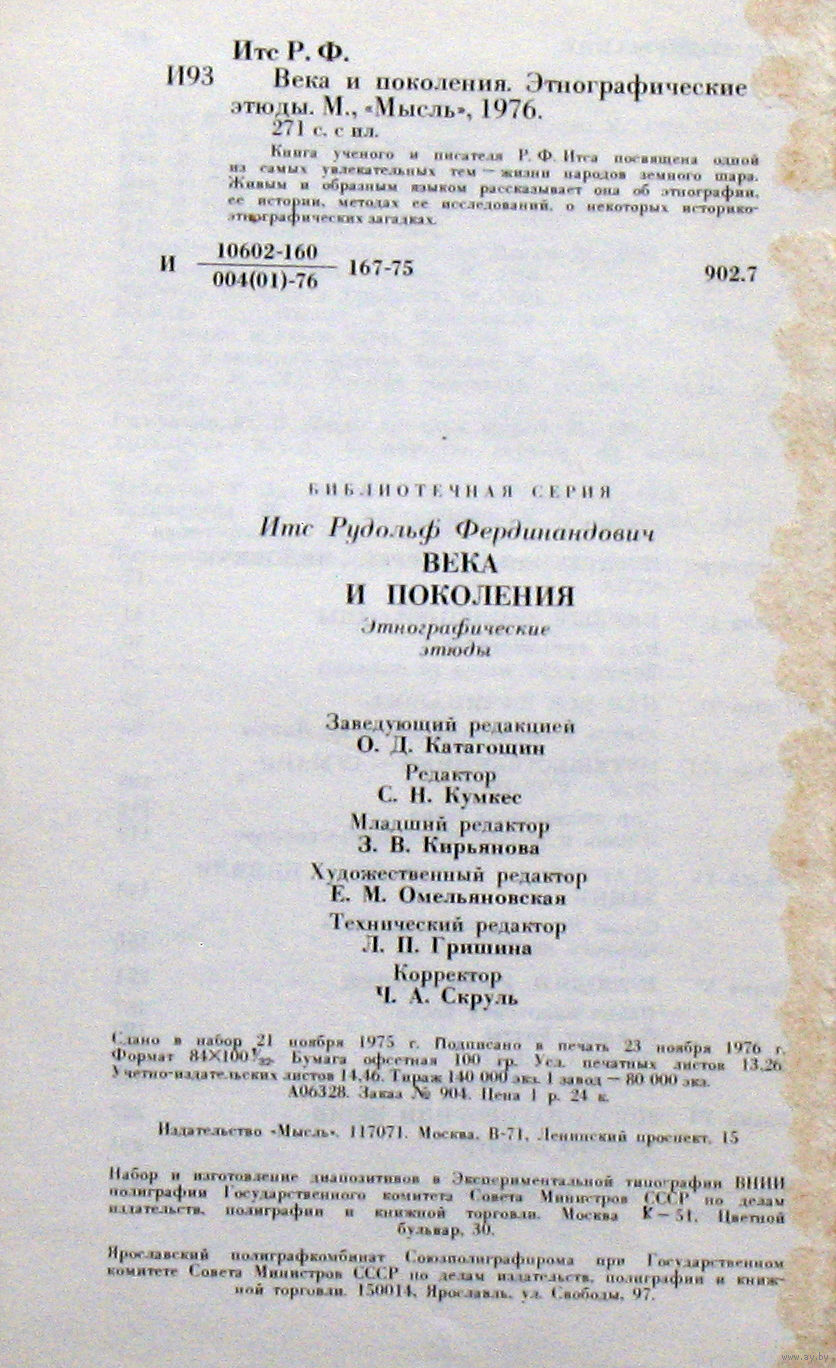 Итс Р. Ф.
И93 Века и поколения. Этнографические
этюды. М., «Мысль», 1976.
271 с. с ил.
Книга ученого и писателя Р. Ф. Итса посвящена одной
из самых увлекательных тем — жизни народов земного шара.
Живым и образным языком рассказывает она об этнографии,
ее истории, методах ее исследований, о некоторых историко-
этнографических загадках.
И 10602-160 167-75 902.7
004(01)-76
БИБЛИОТЕЧНАЯ СЕРИЯ
Итс Рудольф Фердинандович
ВЕКА
И ПОКОЛЕНИЯ
Этнографические
этюды
Заведующий редакцией
О. Д. Катагощин
Редактор
С. Н. Кумкес
Младший редактор
З. В. Кирьянова
Художественный редактор
Е. М. Омельяновская
Технический редактор
Л. П. Гришина
Корректор
Ч. А. Скруль
Сдано в набор 21 ноября 1975 г. Подписано в печать 23 ноября 1976 г.
Формат 84×100 1/32. Бумага офсетная 100 гр. Усл. печатных листов 13,26.
Учетно-издательских листов 14,46. Тираж 140 000 экз. 1 завод — 80 000 экз.
А06328. Заказ № 904. Цена 1 р. 24 к.
Издательство «Мысль». 117071. Москва, В-71, Ленинский проспект, 15
Набор и изготовление диапозитивов в Экспериментальной типографии ВНИИ
полиграфии Государственного комитета Совета Министров СССР по делам
издательств, полиграфии и книжной торговли. Москва К — 51, Цветной
бульвар, 30.
Ярославский полиграфкомбинат Союзполиграфпрома при Государственном
комитете Совета Министров СССР по делам издательств, полиграфии и книж-
ной торговли. 150014, Ярославль, ул. Свободы, 97.
www.ay.by